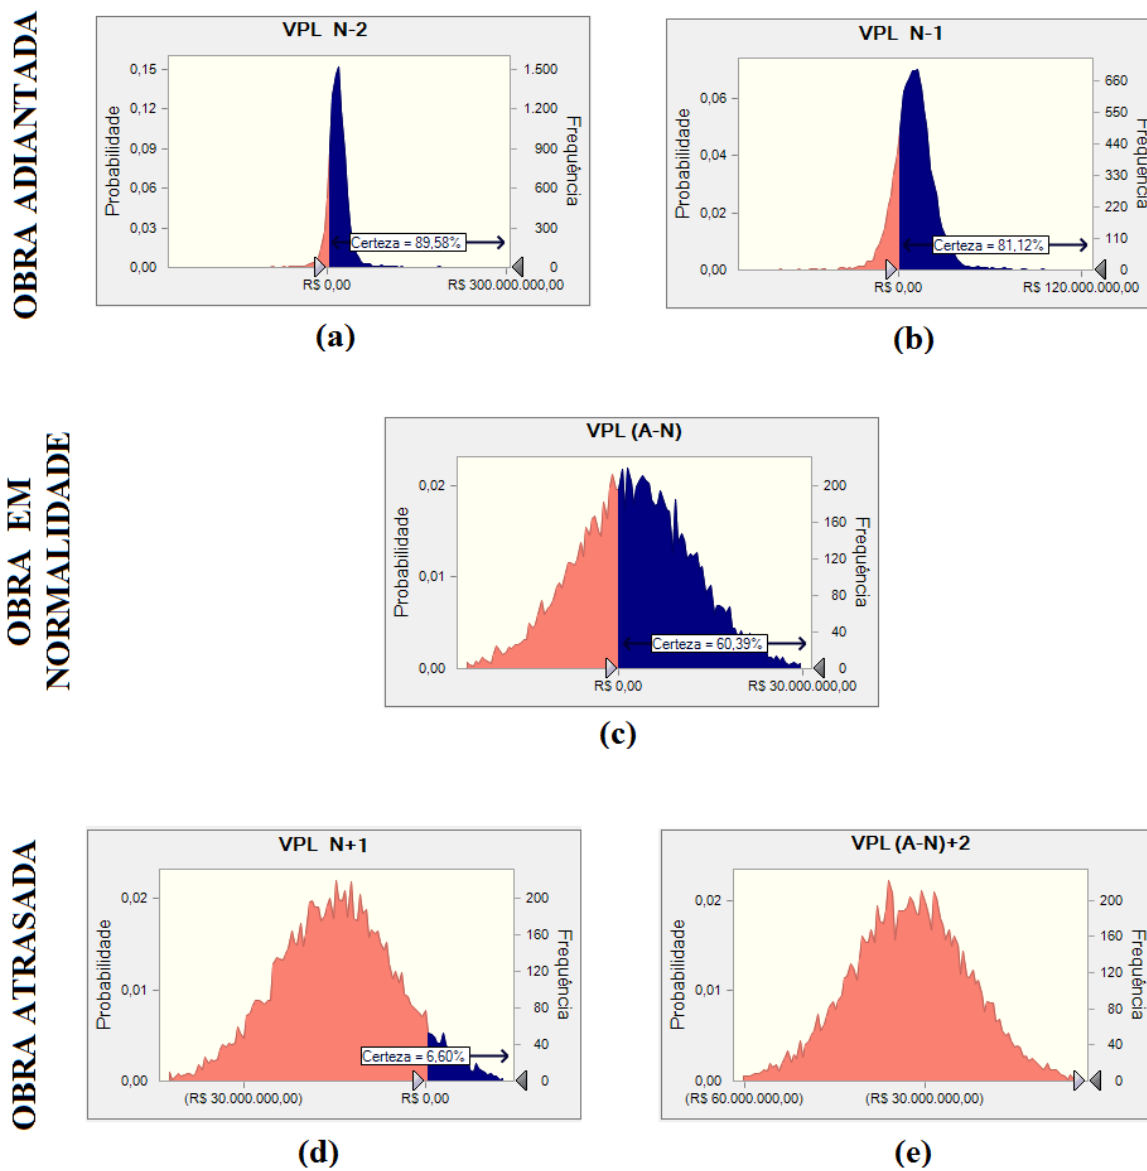 OBRA ADIANTADA
VPL N-2
Probabilidade
0,15
0,12
0,09
0,06
0,03
0,00
1.500
1.200
900
600
300
0
Frequência
Certeza = 89,58%
R$ 0,00
R$ 300.000.000,00
(a)
VPL N-1
Probabilidade
0,06
0,04
0,02
0,00
660
550
440
330
220
110
0
Frequência
Certeza = 81,12%
R$ 0,00
R$ 120.000.000,00
(b)
OBRA EM
NORMALIDADE
VPL (A-N)
Probabilidade
0,02
0,01
0,00
200
160
120
80
40
0
Frequência
Certeza = 60,39%
R$ 0,00
R$ 30.000.000,00
(c)
OBRA ATRASADA
VPL N+1
Probabilidade
0,02
0,01
0,00
200
160
120
80
40
0
Frequência
Certeza = 6,60%
(R$ 30.000.000,00)
R$ 0,00
(d)
VPL (A-N)+2
Probabilidade
0,02
0,01
0,00
200
160
120
80
40
0
Frequência
(R$ 60.000.000,00)
(R$ 30.000.000,00)
(e)